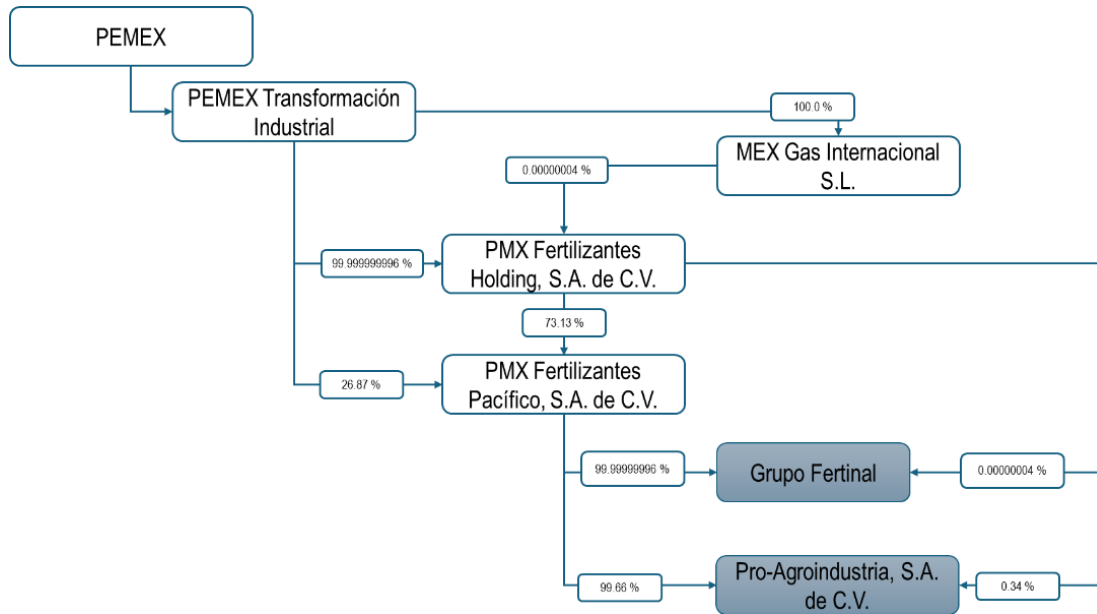 PEMEX
PEMEX Transformación
Industrial
100.0 %
MEX Gas Internacional
S.L.
0.00000004 %
PMX Fertilizantes
Holding, S.A. de C.V.
99.999999996 %
73.13 %
PMX Fertilizantes
Pacífico, S.A. de C.V.
26.87 %
99.99999996 %
Grupo Fertinal
0.00000004 %
99.66 %
Pro-Agroindustria, S.A.
de C.V.
0.34 %